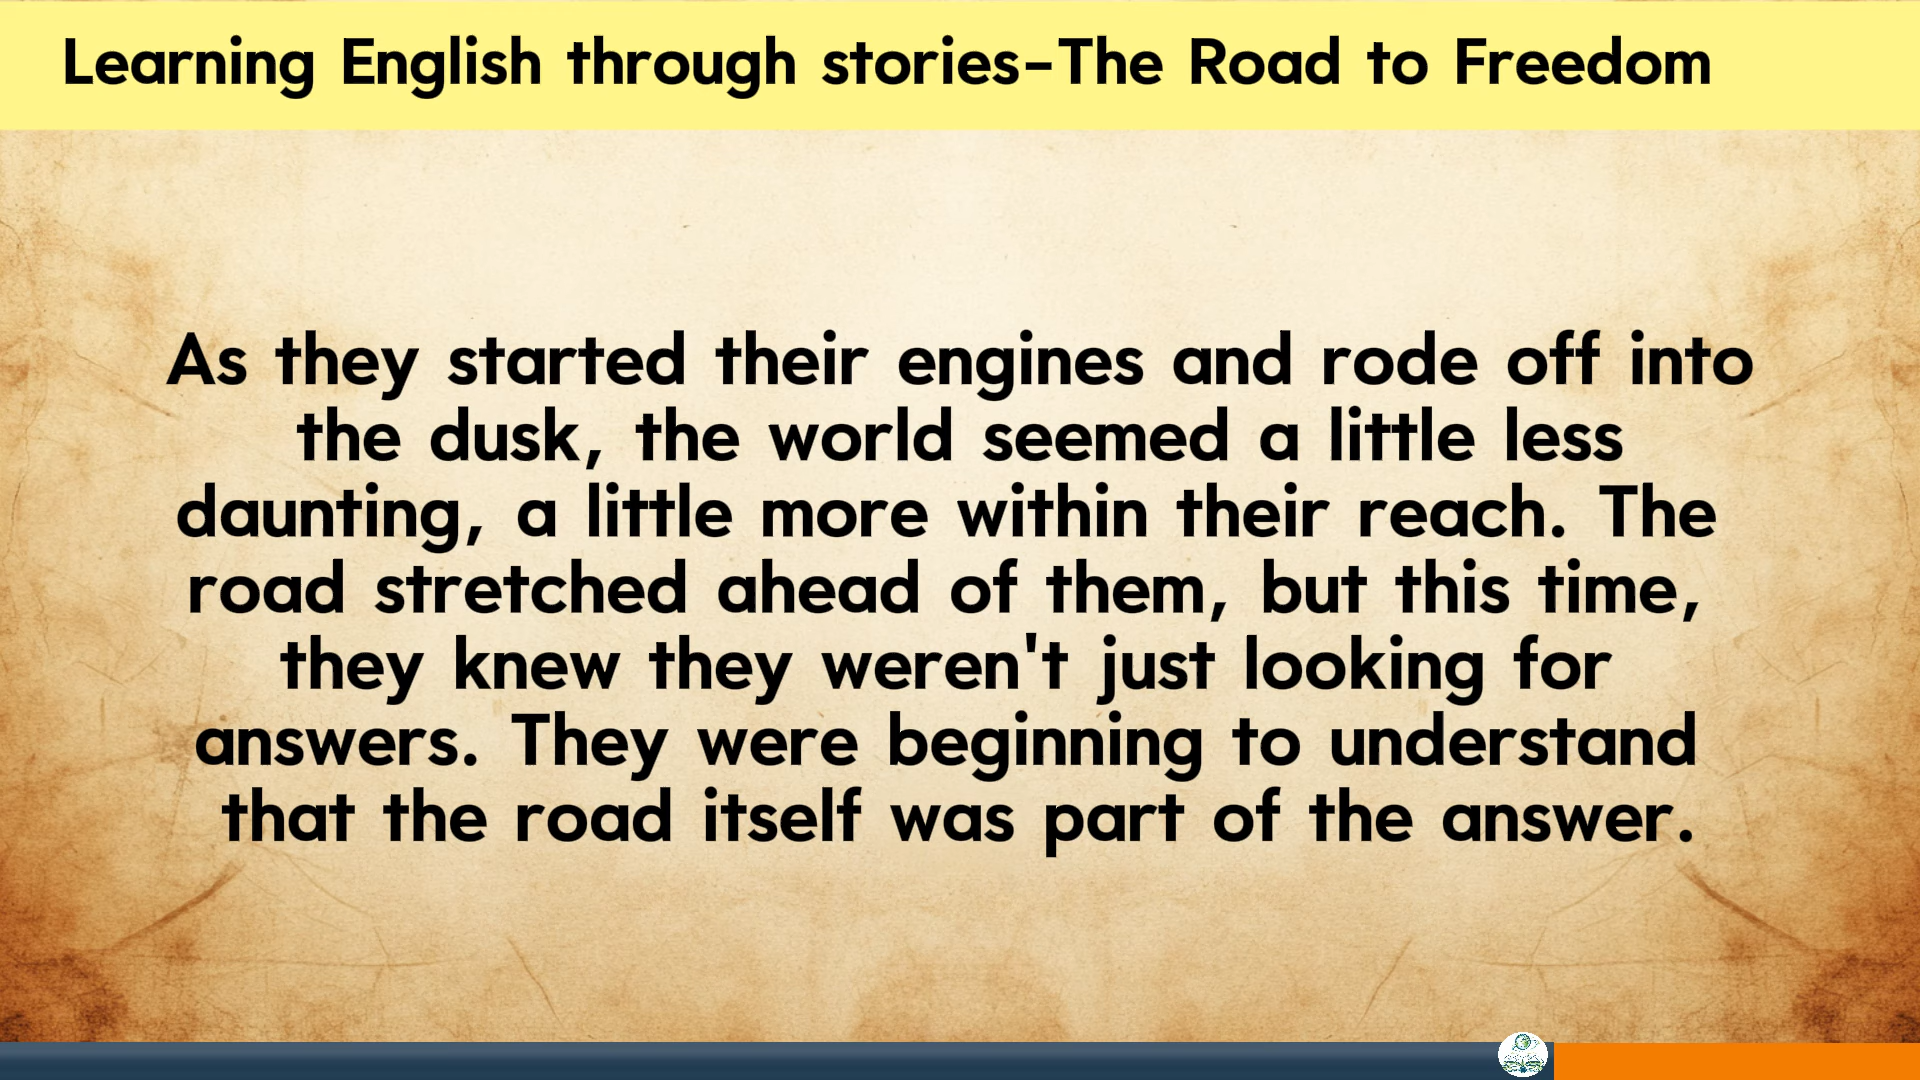 Learning English through stories-The Road to Freedom
As they started their engines and rode off into
the dusk, the world seemed a little less
daunting, a little more within their reach. The
road stretched ahead of them, but this time,
they knew they weren't just looking for
answers. They were beginning to understand
that the road itself was part of the answer.